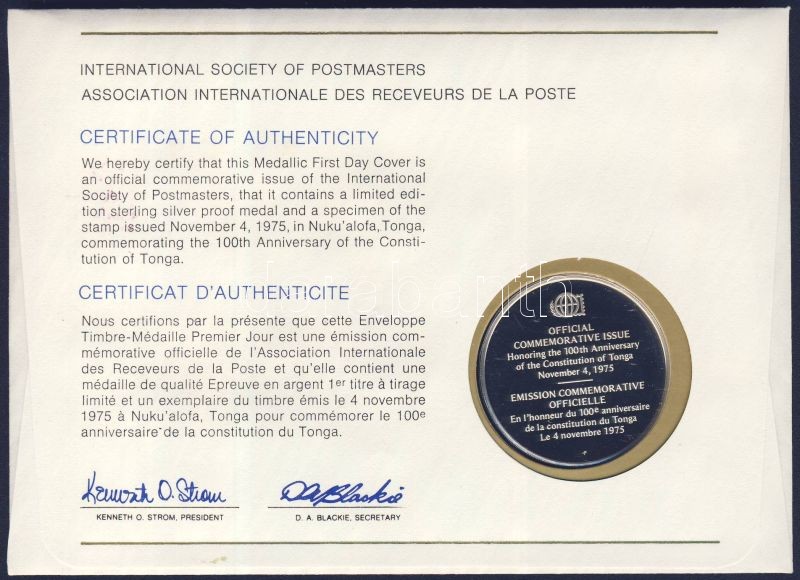 INTERNATIONAL SOCIETY OF POSTMASTERS
ASSOCIATION INTERNATIONALE DES RECEVEURS DE LA POSTE
CERTIFICATE OF AUTHENTICITY
We hereby certify that this Medallic First Day Cover is
an official commemorative issue of the International
Society of Postmasters, that it contains a limited edi-
tion sterling silver proof medal and a specimen of the
stamp issued November 4, 1975, in Nuku'alofa, Tonga,
commemorating the 100th Anniversary of the Consti-
tution of Tonga.
CERTIFICAT D'AUTHENTICITE
Nous certifions par la présente que cette Enveloppe
Timbre-Médaille Premier Jour est une émission com-
mémorative officielle de l'Association Internationale
des Receveurs de la Poste et qu'elle contient une
médaille de qualité Epreuve en argent 1er titre à tirage
limité et un exemplaire du timbre émis le 4 novembre
1975 à Nuku'alofa, Tonga pour commémorer le 100e
anniversaire de la constitution du Tonga.
Kenneth O. Strom
KENNETH O. STROM, PRESIDENT
D A Blackie
D. A. BLACKIE, SECRETARY
OFFICIAL
COMMEMORATIVE ISSUE
Honoring the 100th Anniversary
of the Constitution of Tonga
November 4, 1975
EMISSION COMMEMORATIVE
OFFICIELLE
En l'honneur du 100e anniversaire
de la constitution du Tonga
Le 4 novembre 1975